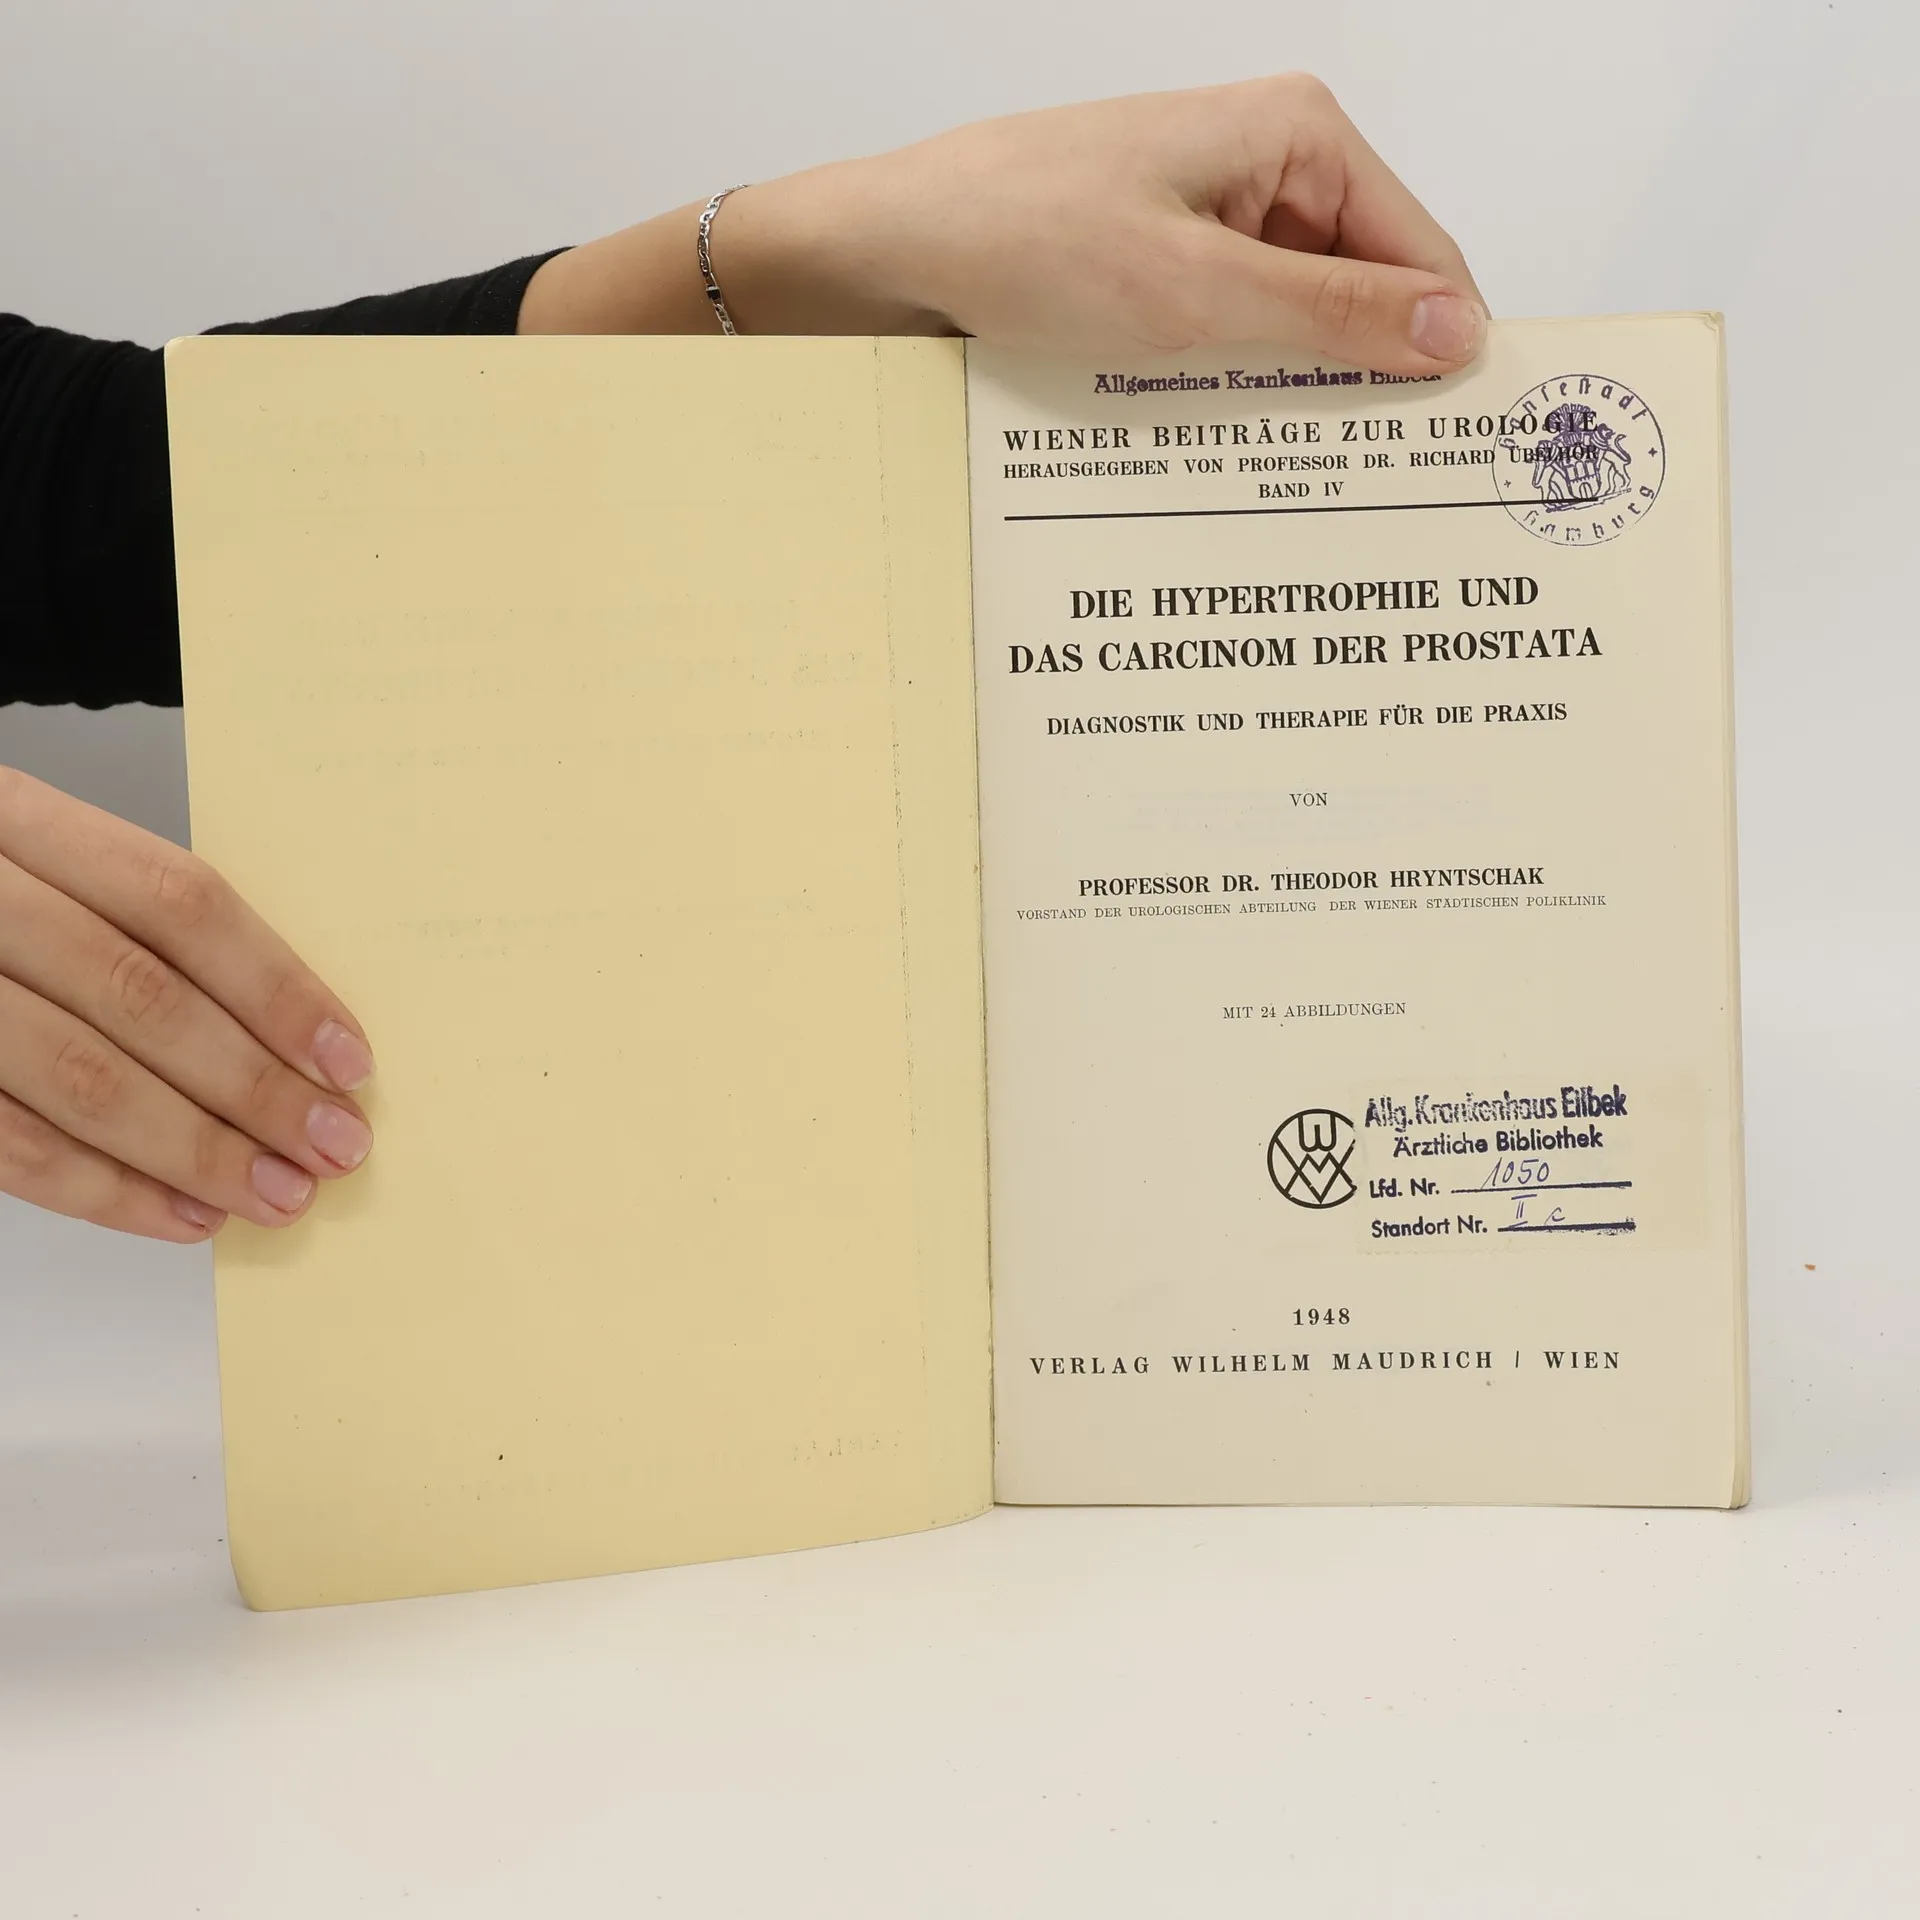 Allgemeines Krankenhaus Eilbek
WIENER BEITRÄGE ZUR UROLOGIE
HERAUSGEGEBEN VON PROFESSOR DR. RICHARD ÜBELHÖR
BAND IV
Hansestadt
Hamburg
DIE HYPERTROPHIE UND
DAS CARCINOM DER PROSTATA
DIAGNOSTIK UND THERAPIE FÜR DIE PRAXIS
VON
PROFESSOR DR. THEODOR HRYNTSCHAK
VORSTAND DER UROLOGISCHEN ABTEILUNG DER WIENER STÄDTISCHEN POLIKLINIK
MIT 24 ABBILDUNGEN
Allg. Krankenhaus Eilbek
Ärztliche Bibliothek
Lfd. Nr. 1050
Standort Nr. II c
1948
VERLAG WILHELM MAUDRICH / WIEN